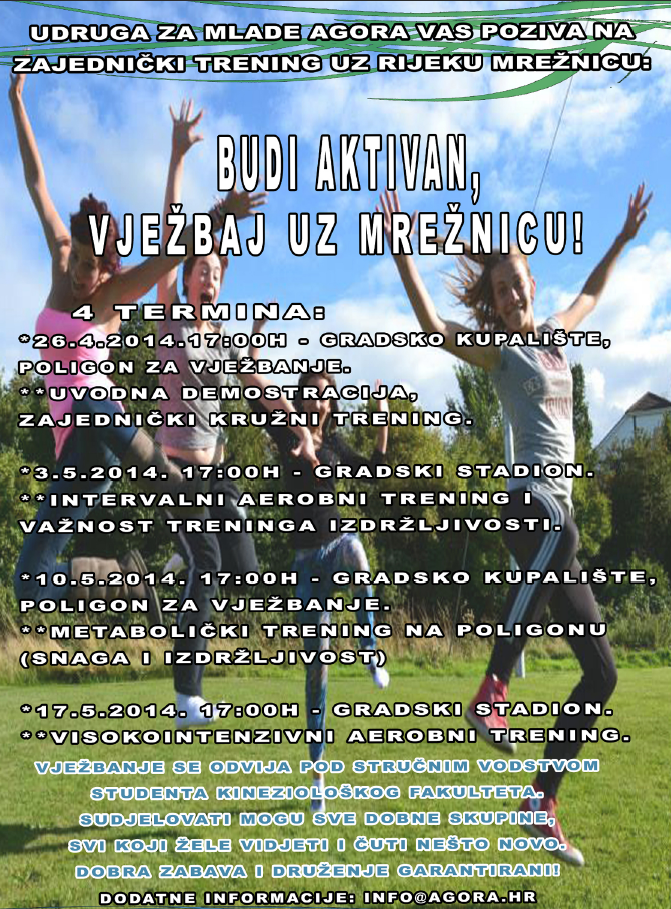 UDRUGA ZA MLADE AGORA VAS POZIVA NA
ZAJEDNIČKI TRENING UZ RIJEKU MREŽNICU:
BUDI AKTIVAN,
VJEŽBAJ UZ MREŽNICU!
4 TERMINA:
*26.4.2014.17:00H - GRADSKO KUPALIŠTE,
POLIGON ZA VJEŽBANJE.
**UVODNA DEMOSTRACIJA,
ZAJEDNIČKI KRUŽNI TRENING.
*3.5.2014. 17:00H - GRADSKI STADION.
**INTERVALNI AEROBNI TRENING I
VAŽNOST TRENINGA IZDRŽLJIVOSTI.
*10.5.2014. 17:00H - GRADSKO KUPALIŠTE,
POLIGON ZA VJEŽBANJE.
**METABOLIČKI TRENING NA POLIGONU
(SNAGA I IZDRŽLJIVOST)
*17.5.2014. 17:00H - GRADSKI STADION.
**VISOKOINTENZIVNI AEROBNI TRENING.
VJEŽBANJE SE ODVIJA POD STRUČNIM VODSTVOM
STUDENTA KINEZIOLOŠKOG FAKULTETA.
SUDJELOVATI MOGU SVE DOBNE SKUPINE,
SVI KOJI ŽELE VIDJETI I ČUTI NEŠTO NOVO.
DOBRA ZABAVA I DRUŽENJE GARANTIRANI!
DODATNE INFORMACIJE: INFO@AGORA.HR